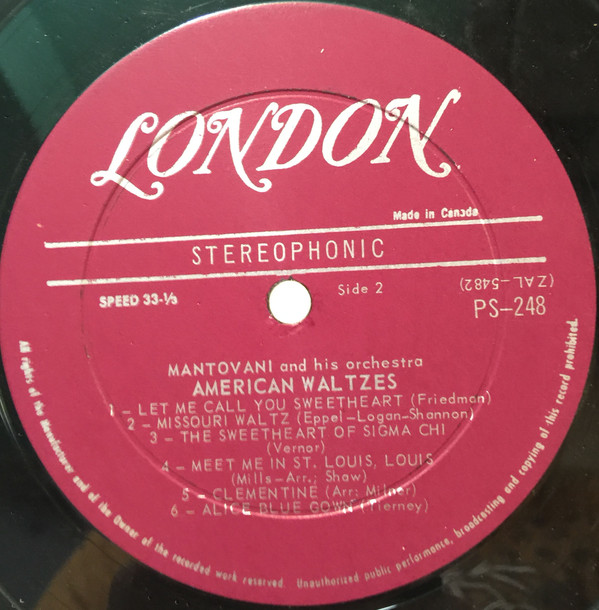 LONDON
Made in Canada
STEREOPHONIC
SPEED 33-⅓
Side 2
(ZAL-5482)
PS-248
MANTOVANI and his orchestra
AMERICAN WALTZES
1 – LET ME CALL YOU SWEETHEART (Friedman)
2 – MISSOURI WALTZ (Eppel-Logan-Shannon)
3 – THE SWEETHEART OF SIGMA CHI
(Vernor)
4 – MEET ME IN ST. LOUIS, LOUIS
(Mills-Arr.; Shaw)
5 – CLEMENTINE (Arr; Milner)
6 – ALICE BLUE GOWN (Tierney)
All rights of the Manufacturer and of the Owner of the recorded work reserved. Unauthorized public performance, broadcasting and copying of this record prohibited.